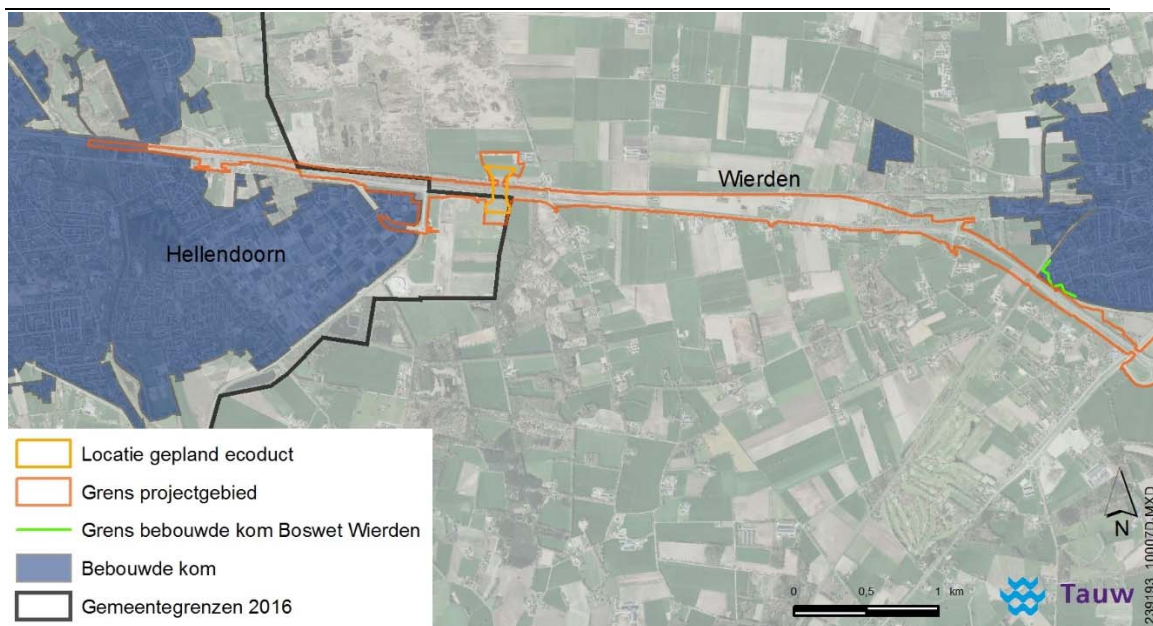 Wierden
Hellendoorn
Locatie gepland ecoduct
Grens projectgebied
Grens bebouwde kom Boswet Wierden
Bebouwde kom
Gemeentegrenzen 2016
0 0,5 1 km
N
Tauw
239193_10007D.MXD